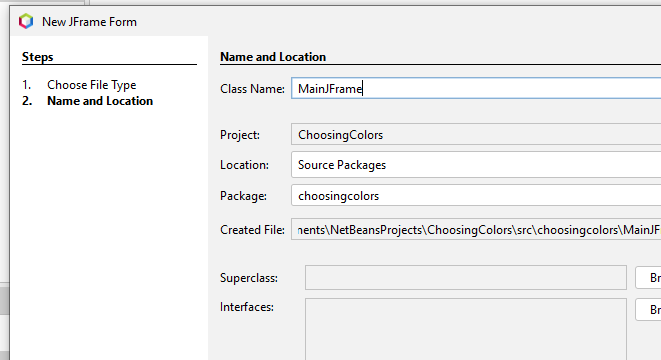 New JFrame Form
Steps
1. Choose File Type
2. Name and Location
Name and Location
Class Name: MainJFrame
Project: ChoosingColors
Location: Source Packages
Package: choosingcolors
Created File: ments\NetBeansProjects\ChoosingColors\src\choosingcolors\MainJF
Superclass: Br
Interfaces: Br